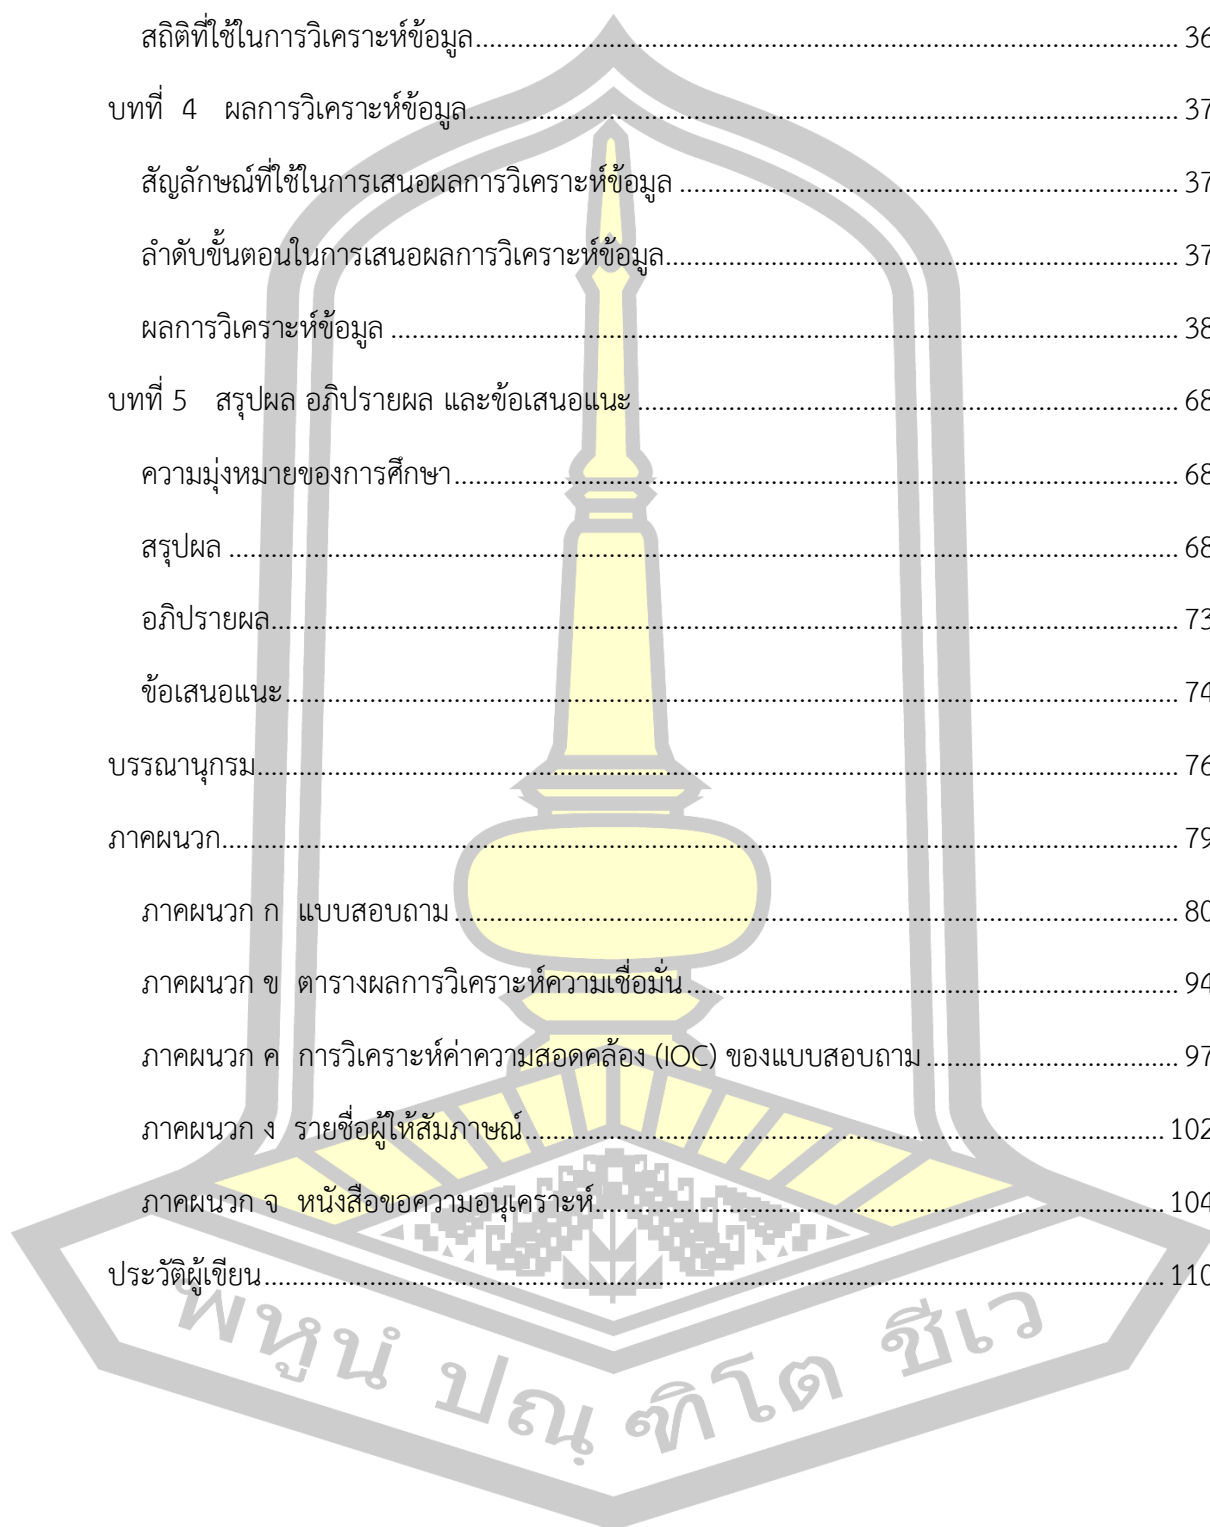 สถิติที่ใช้ในการวิเคราะห์ข้อมูล........................ 36
บทที่ 4 ผลการวิเคราะห์ข้อมูล........................ 37
สัญลักษณ์ที่ใช้ในการเสนอผลการวิเคราะห์ข้อมูล ........................ 37
ลำดับขั้นตอนในการเสนอผลการวิเคราะห์ข้อมูล........................ 37
ผลการวิเคราะห์ข้อมูล ........................ 38
บทที่ 5 สรุปผล อภิปรายผล และข้อเสนอแนะ ........................ 68
ความมุ่งหมายของการศึกษา........................ 68
สรุปผล ........................ 68
อภิปรายผล........................ 73
ข้อเสนอแนะ........................ 74
บรรณานุกรม........................ 76
ภาคผนวก........................ 79
ภาคผนวก ก แบบสอบถาม ........................ 80
ภาคผนวก ข ตารางผลการวิเคราะห์ความเชื่อมั่น ........................ 94
ภาคผนวก ค การวิเคราะห์ค่าความสอดคล้อง (IOC) ของแบบสอบถาม ........................ 97
ภาคผนวก ง รายชื่อผู้ให้สัมภาษณ์........................ 102
ภาคผนวก จ หนังสือขอความอนุเคราะห์........................ 104
ประวัติผู้เขียน........................ 110
พหูนํ ปณฺฑิโต ชีเว